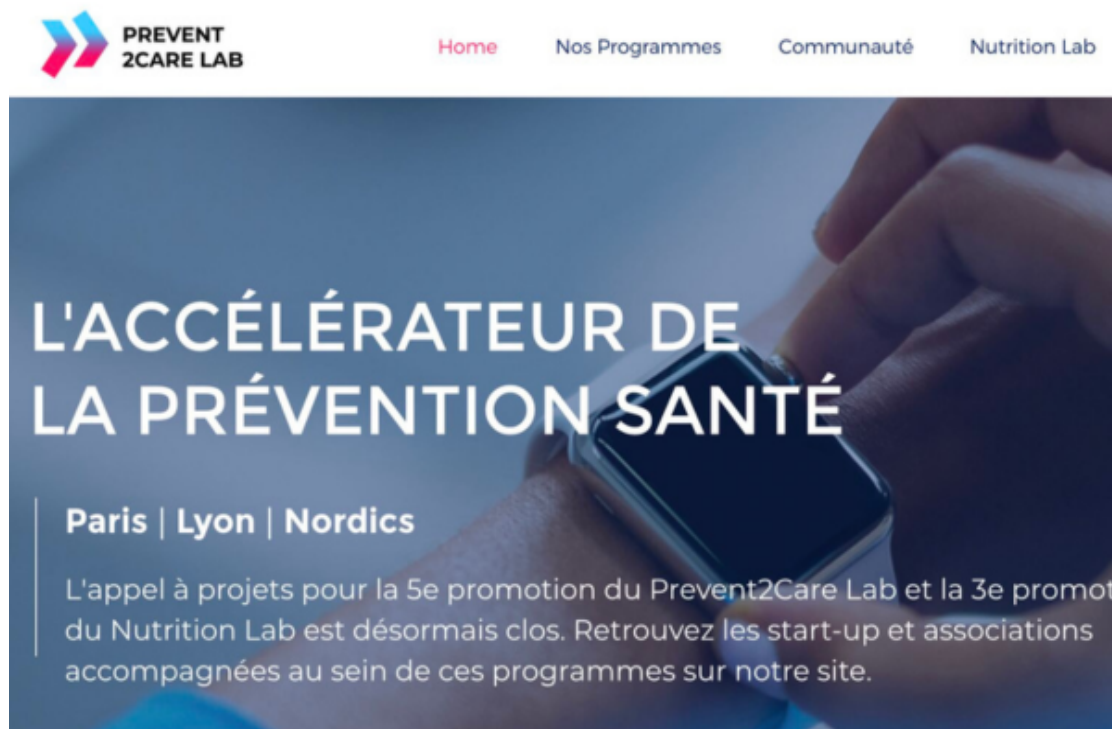 PREVENT
2CARE LAB
Home Nos Programmes Communauté Nutrition Lab
L'ACCÉLÉRATEUR DE
LA PRÉVENTION SANTÉ
Paris | Lyon | Nordics
L'appel à projets pour la 5e promotion du Prevent2Care Lab et la 3e promot
du Nutrition Lab est désormais clos. Retrouvez les start-up et associations
accompagnées au sein de ces programmes sur notre site.